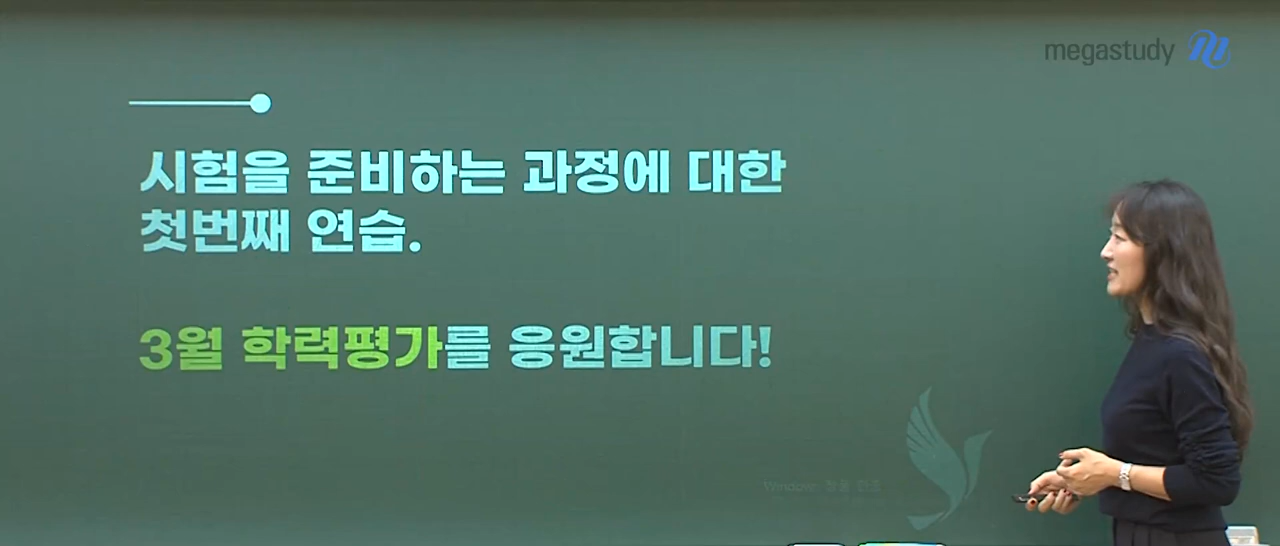 megastudy
시험을 준비하는 과정에 대한
첫번째 연습.
3월 학력평가를 응원합니다!